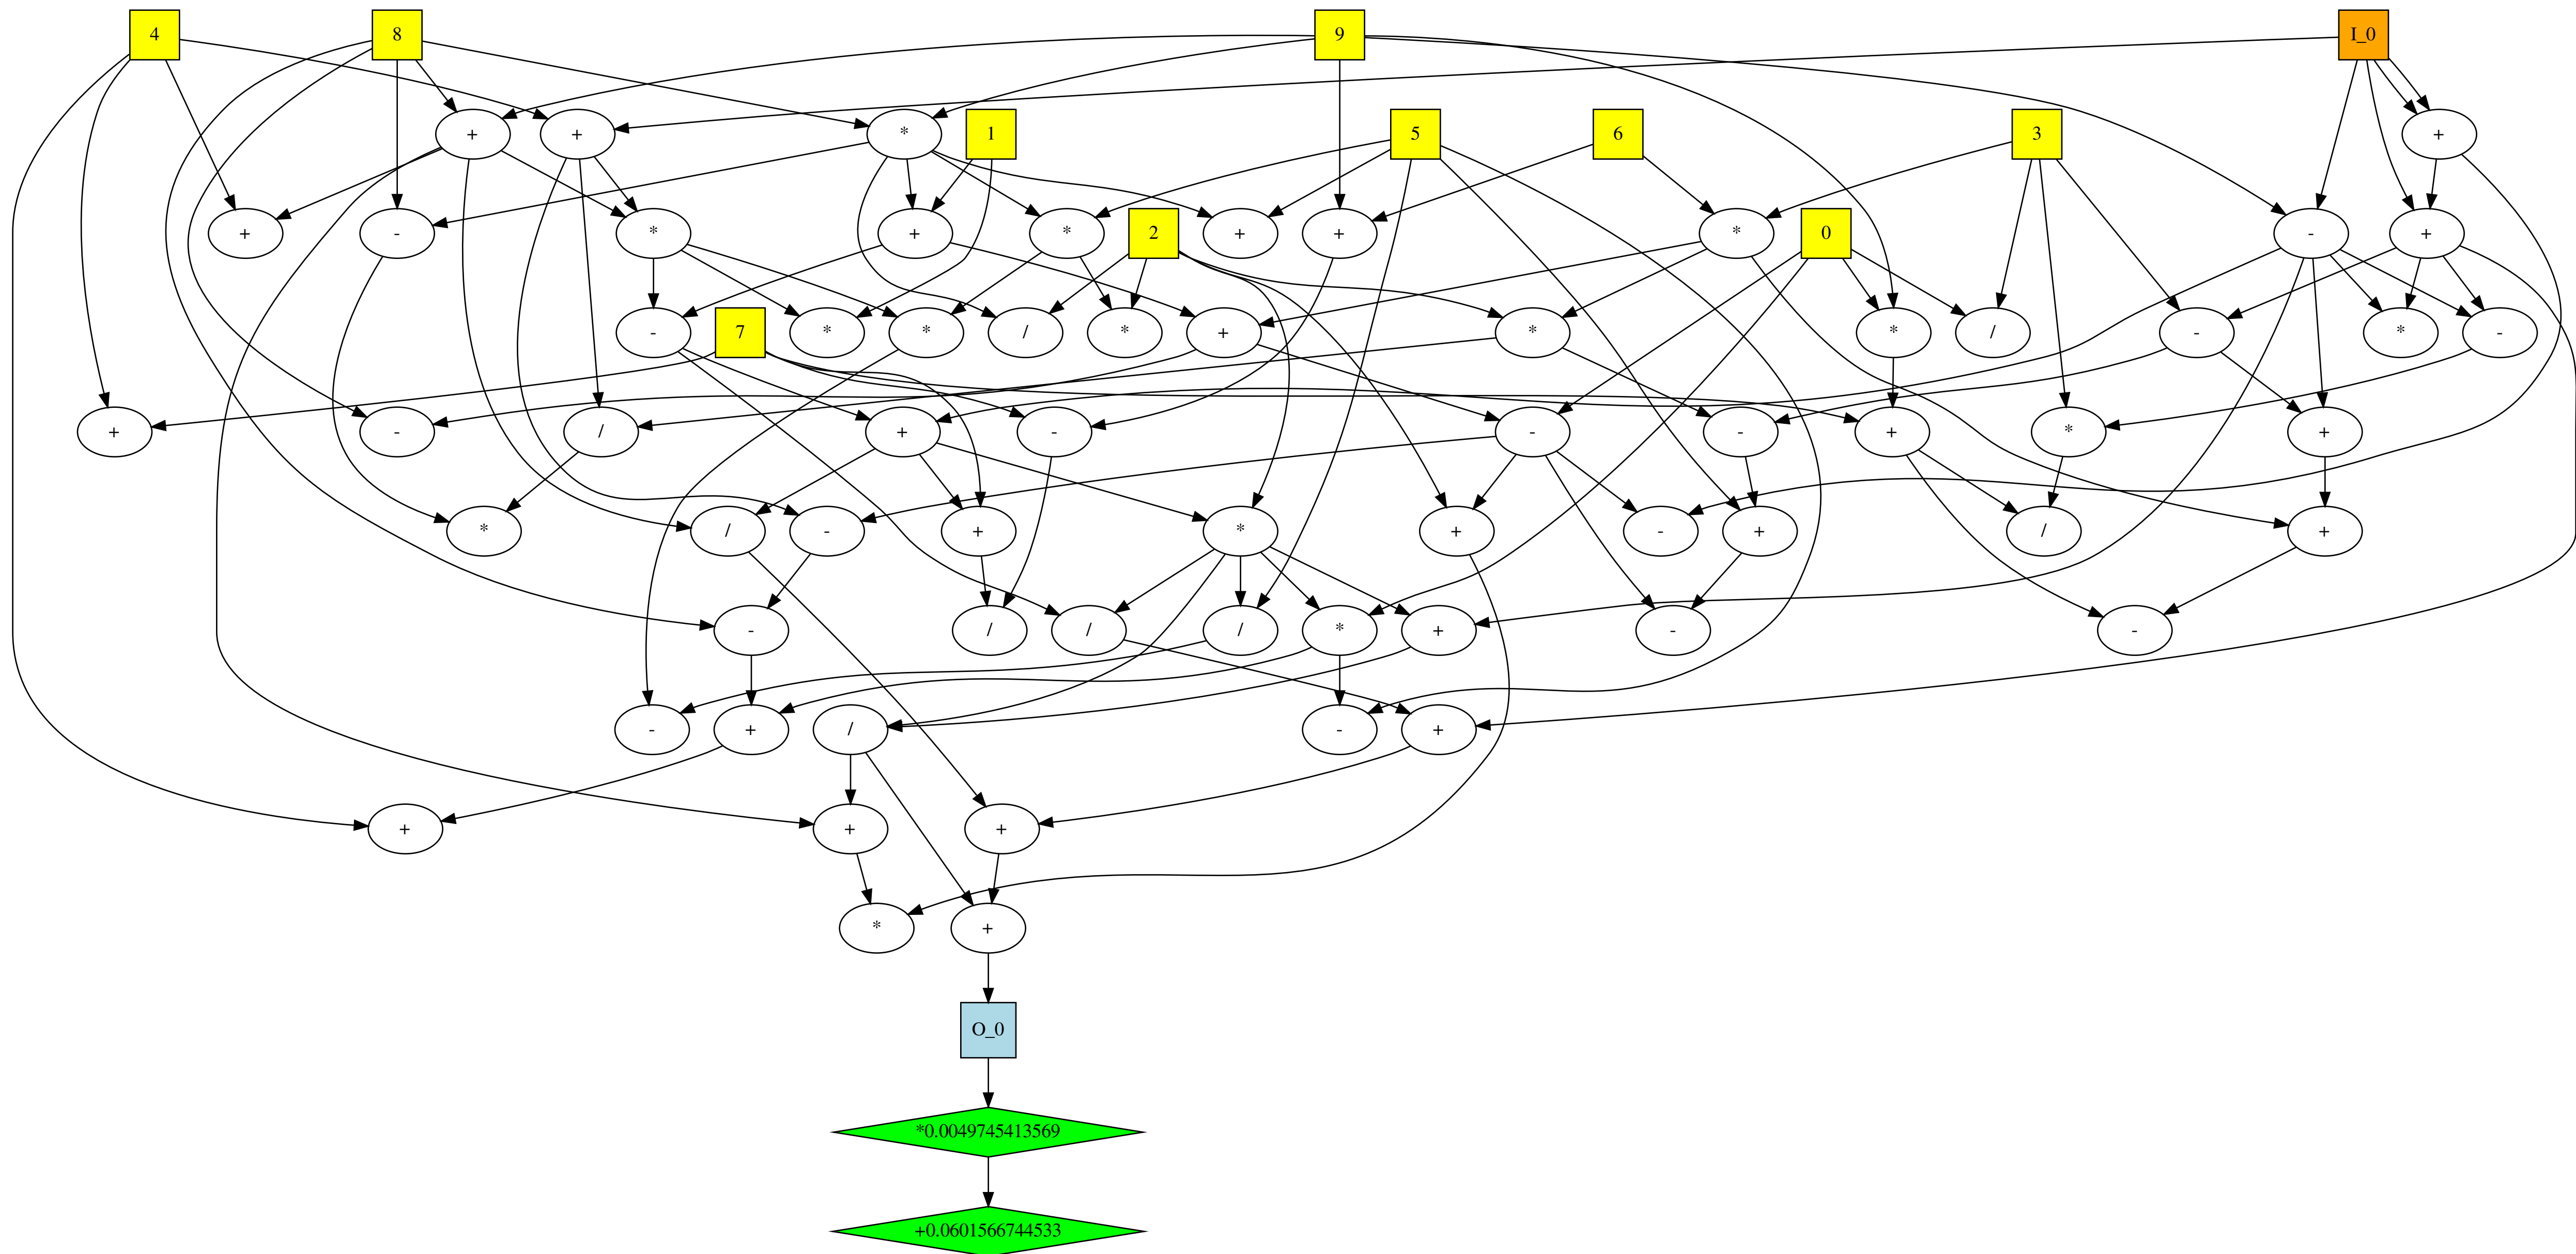 4 8 9 I_0
+ + * 1 5 6 3 +
+ - * + * 2 + + * 0 - +
- 7 * * / * + * * / - * -
+ - / + - - - + * +
* / - + * + - + / +
- / / / * + - -
- + / - +
+ + +
* +
O_0
*0.0049745413569
+0.0601566744533